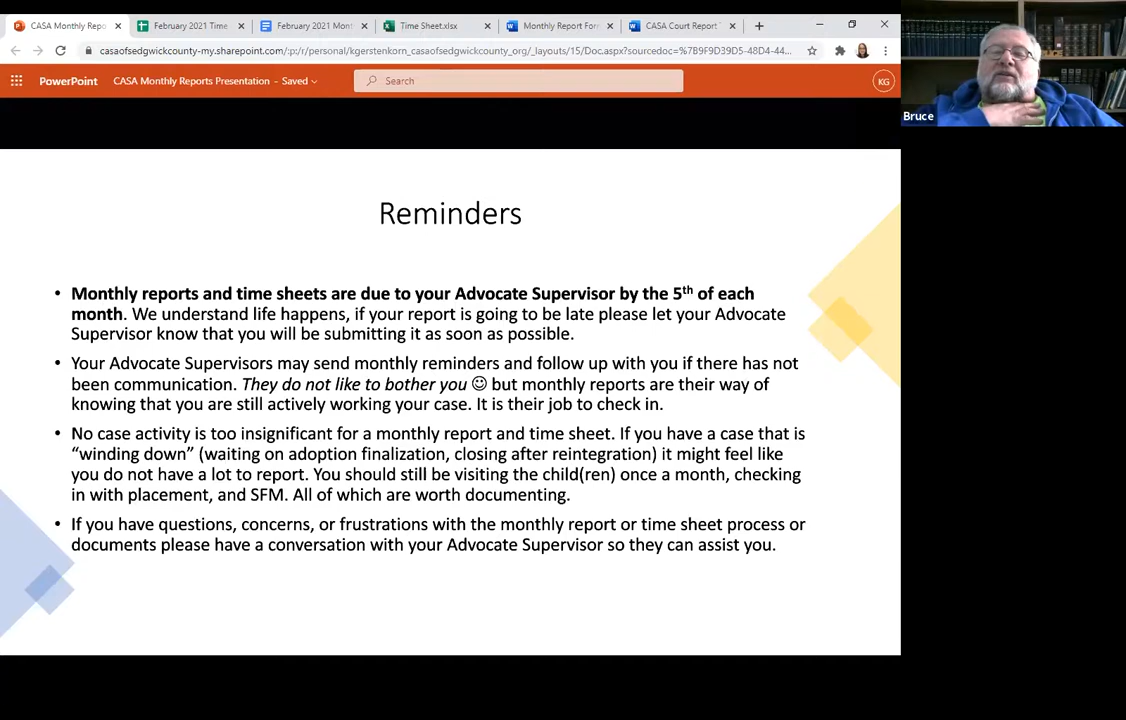 CASA Monthly Repo
February 2021 Time
February 2021 Mont
Time Sheet.xlsx
Monthly Report Form
CASA Court Report
casaofsedgwickcounty-my.sharepoint.com/:p:/r/personal/kgerstenkorn_casaofsedgwickcounty_org/_layouts/15/Doc.aspx?sourcedoc=%7B9F9D39D5-48D4-44...
PowerPoint
CASA Monthly Reports Presentation - Saved
Search
KG
Bruce
Reminders
• Monthly reports and time sheets are due to your Advocate Supervisor by the 5th of each
month. We understand life happens, if your report is going to be late please let your Advocate
Supervisor know that you will be submitting it as soon as possible.
• Your Advocate Supervisors may send monthly reminders and follow up with you if there has not
been communication. They do not like to bother you ☺ but monthly reports are their way of
knowing that you are still actively working your case. It is their job to check in.
• No case activity is too insignificant for a monthly report and time sheet. If you have a case that is
“winding down” (waiting on adoption finalization, closing after reintegration) it might feel like
you do not have a lot to report. You should still be visiting the child(ren) once a month, checking
in with placement, and SFM. All of which are worth documenting.
• If you have questions, concerns, or frustrations with the monthly report or time sheet process or
documents please have a conversation with your Advocate Supervisor so they can assist you.